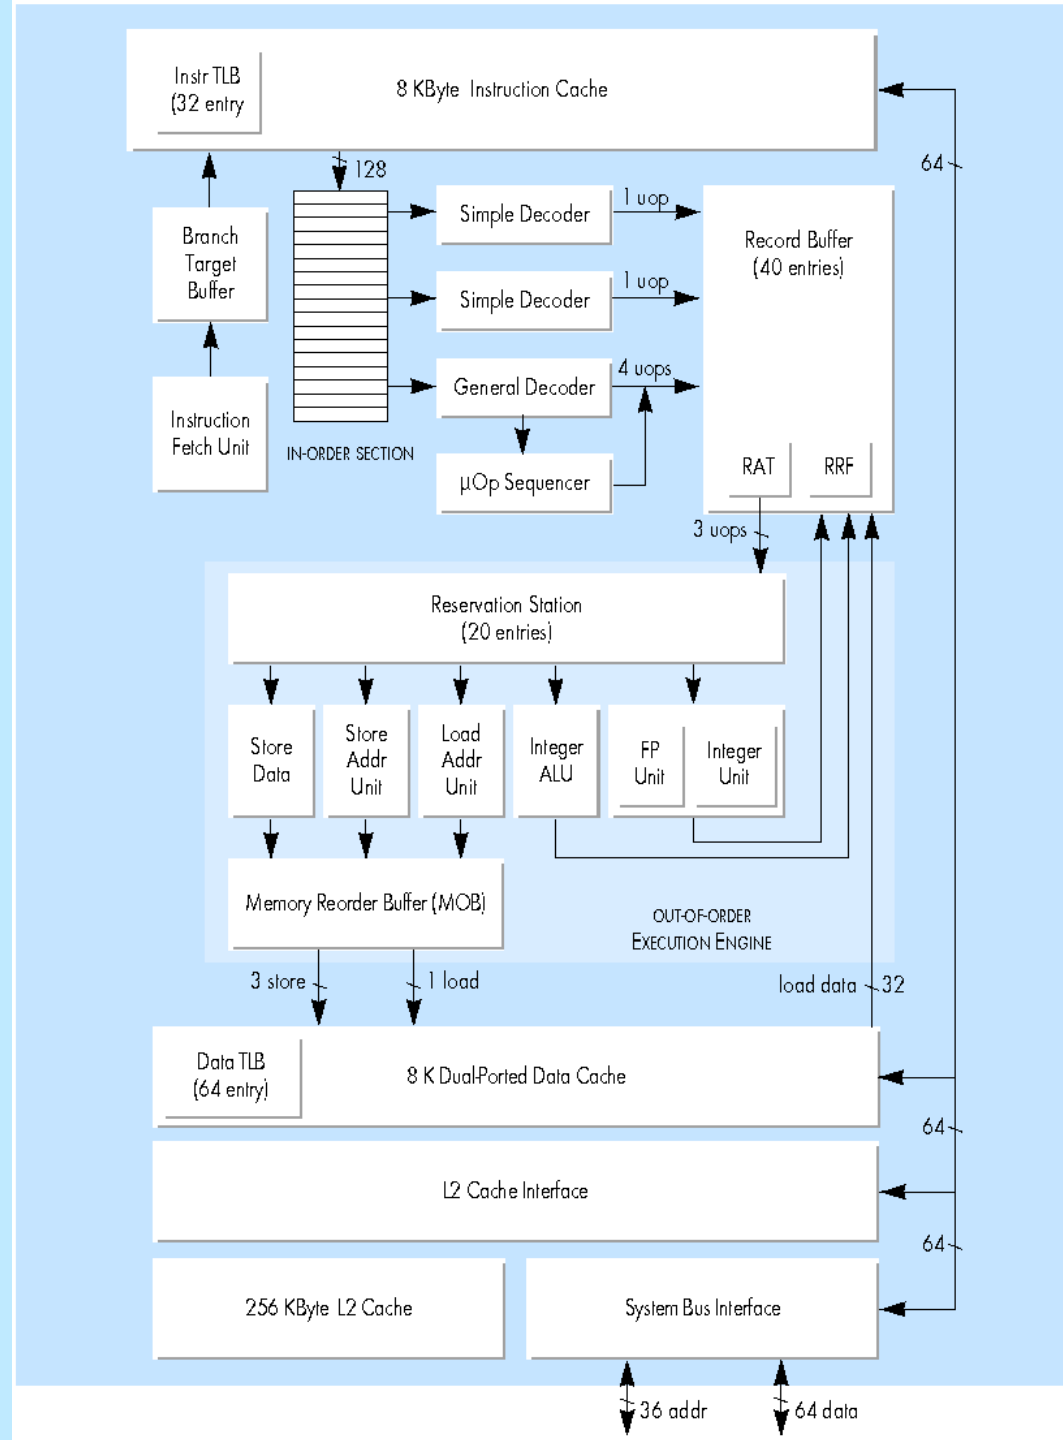 Instr TLB
(32 entry
8 KByte Instruction Cache
64
128
Branch
Target
Buffer
Simple Decoder
1 uop
Record Buffer
(40 entries)
Simple Decoder
1 uop
General Decoder
4 uops
Instruction
Fetch Unit
IN-ORDER SECTION
µOp Sequencer
RAT
RRF
3 uops
Reservation Station
(20 entries)
Store
Data
Store
Addr
Unit
Load
Addr
Unit
Integer
ALU
FP
Unit
Integer
Unit
Memory Reorder Buffer (MOB)
OUT-OF-ORDER
EXECUTION ENGINE
3 store
1 load
load data
32
Data TLB
(64 entry)
8 K Dual-Ported Data Cache
64
L2 Cache Interface
64
256 KByte L2 Cache
System Bus Interface
36 addr
64 data